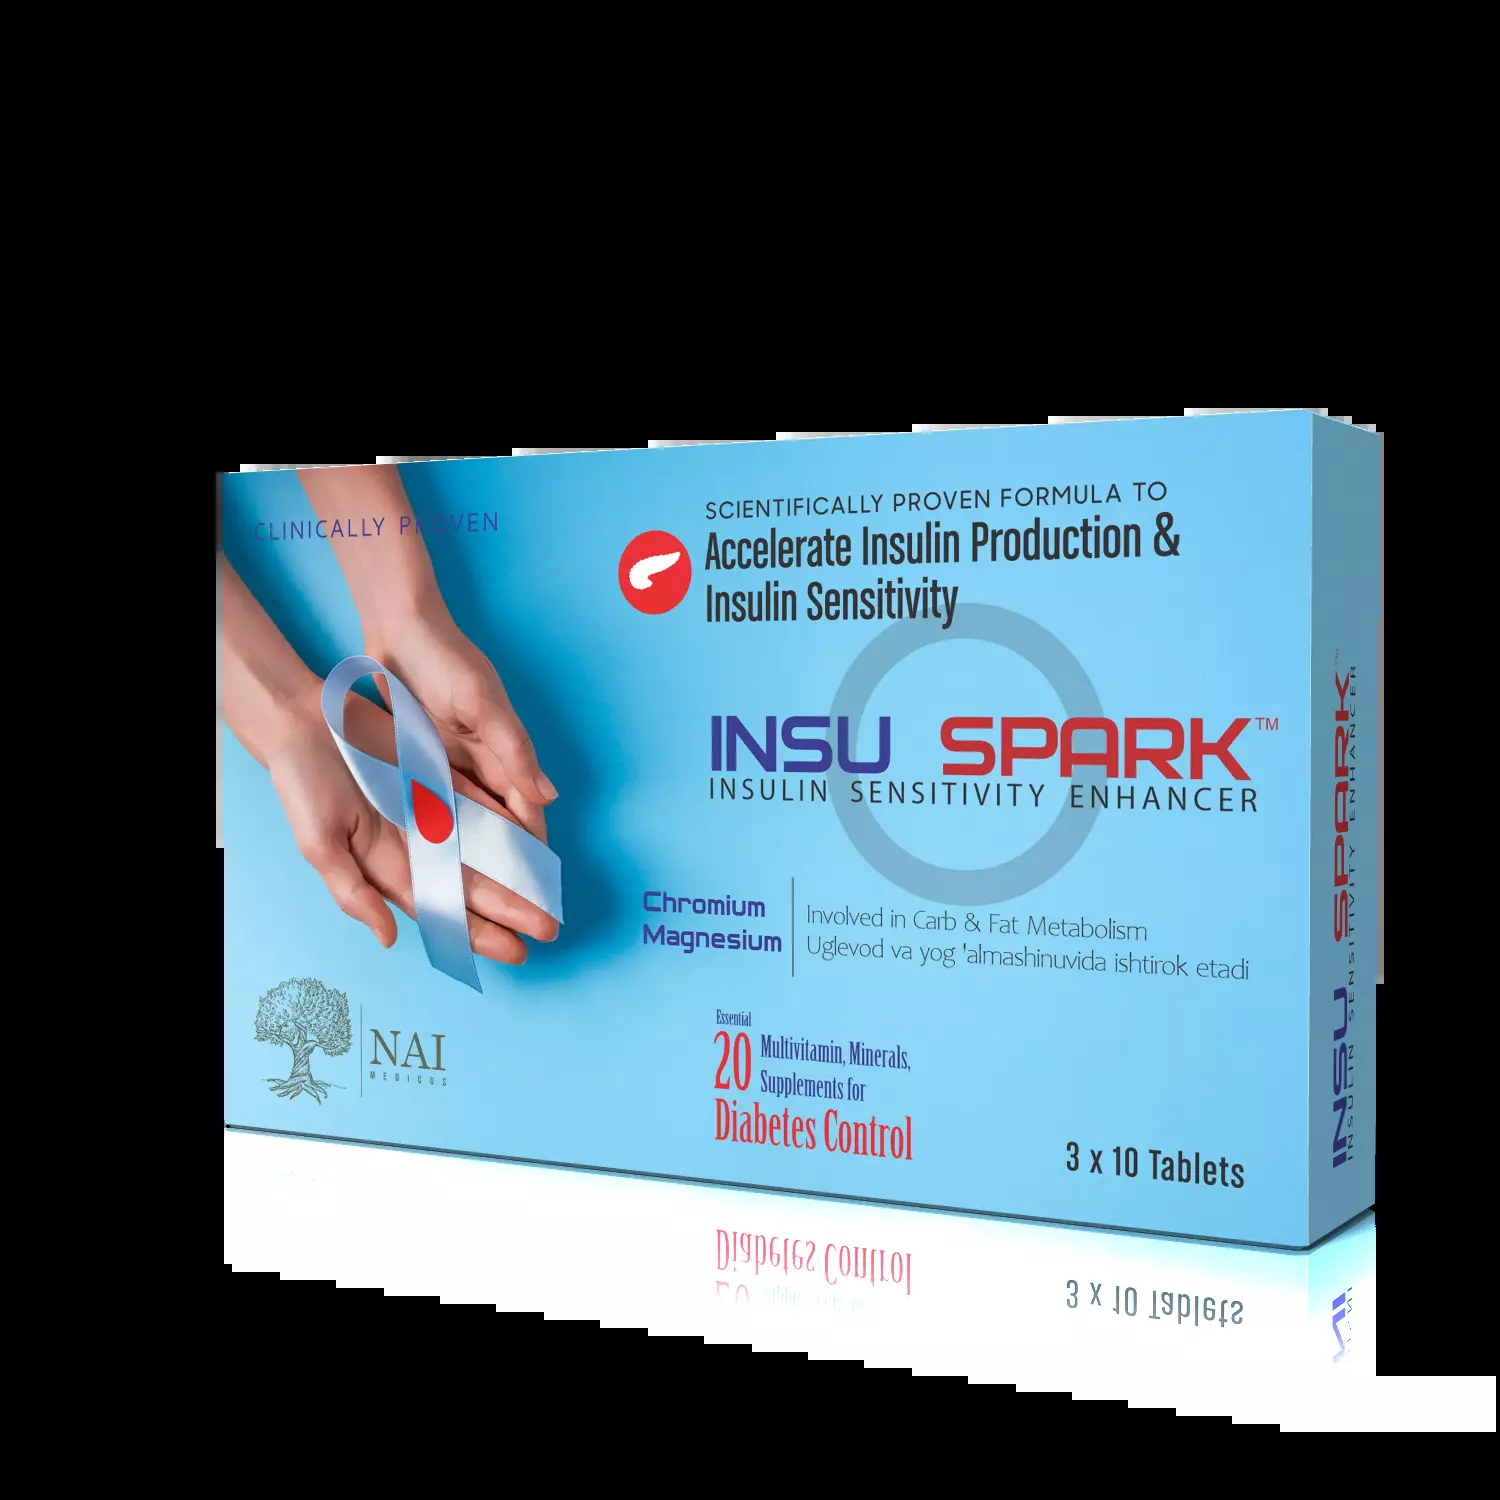 CLINICALLY PROVEN
SCIENTIFICALLY PROVEN FORMULA TO
Accelerate Insulin Production &
Insulin Sensitivity
INSU SPARK™
INSULIN SENSITIVITY ENHANCER
Chromium
Magnesium
Involved in Carb & Fat Metabolism
Uglevod va yog 'almashinuvida ishtirok etadi
Essential
20 Multivitamin, Minerals,
Supplements for
Diabetes Control
NAI
MEDICUS
3 x 10 Tablets
INSU SPARK™
INSULIN SENSITIVITY ENHANCER